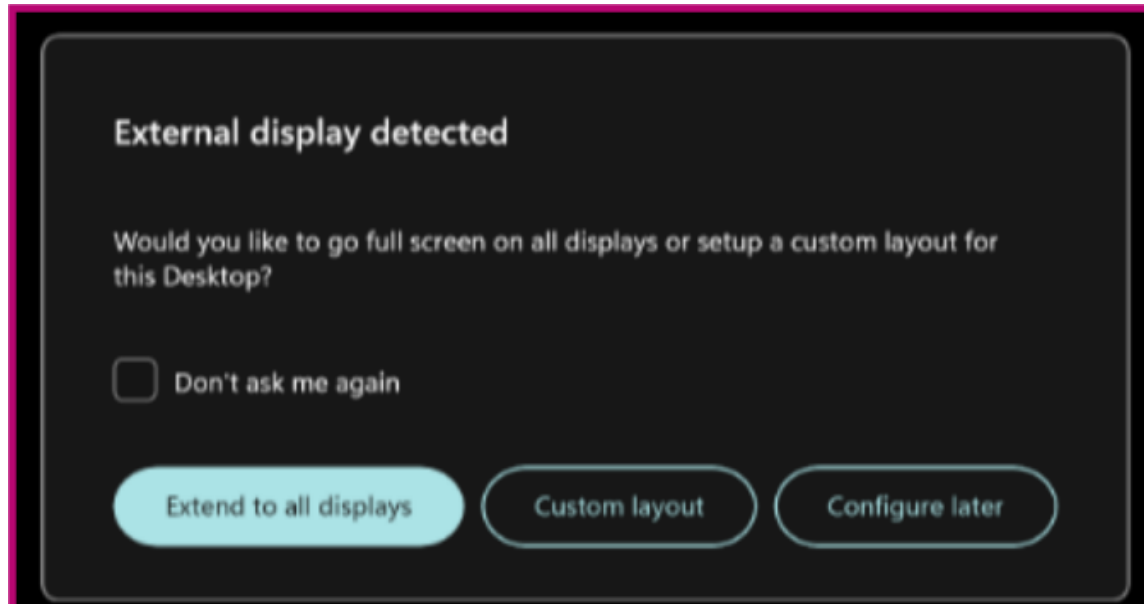 External display detected
Would you like to go full screen on all displays or setup a custom layout for
this Desktop?
Don't ask me again
Extend to all displays
Custom layout
Configure later